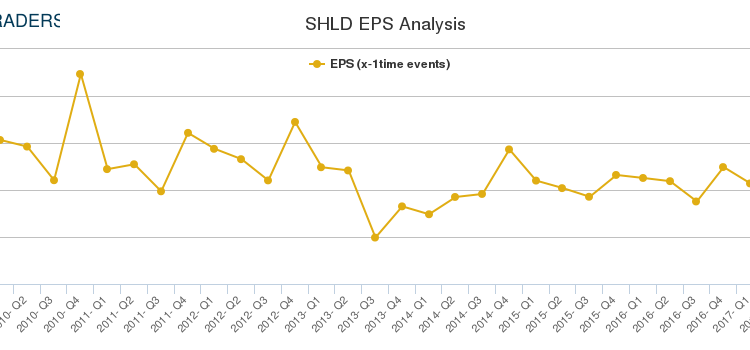 RADERS
SHLD EPS Analysis
EPS (x-1time events)
2010- Q2
2010- Q3
2010- Q4
2011- Q1
2011- Q2
2011- Q3
2011- Q4
2012- Q1
2012- Q2
2012- Q3
2012- Q4
2013- Q1
2013- Q2
2013- Q3
2013- Q4
2014- Q1
2014- Q2
2014- Q3
2014- Q4
2015- Q1
2015- Q2
2015- Q3
2015- Q4
2016- Q1
2016- Q2
2016- Q3
2016- Q4
2017- Q1